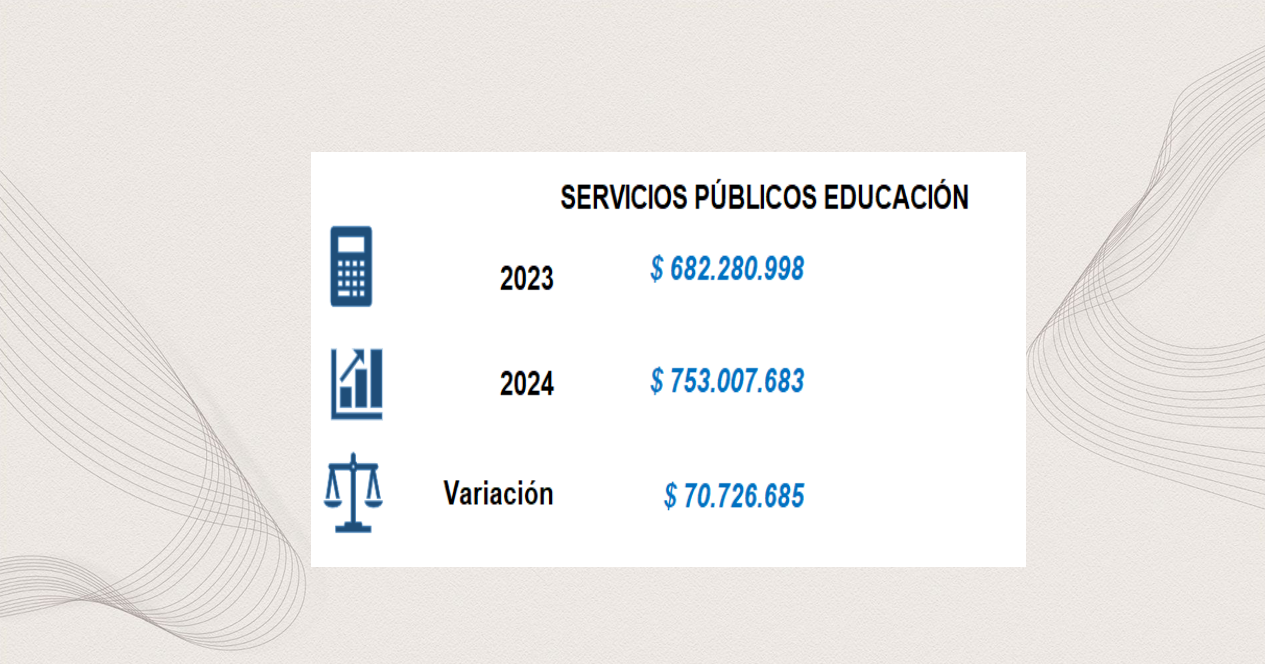 SERVICIOS PÚBLICOS EDUCACIÓN
2023 $ 682.280.998
2024 $ 753.007.683
Variación $ 70.726.685